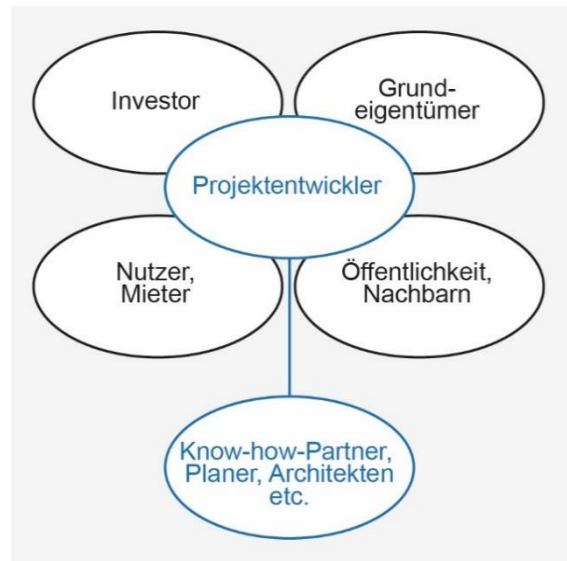 Investor
Grund-
eigentümer
Projektentwickler
Nutzer,
Mieter
Öffentlichkeit,
Nachbarn
Know-how-Partner,
Planer, Architekten
etc.